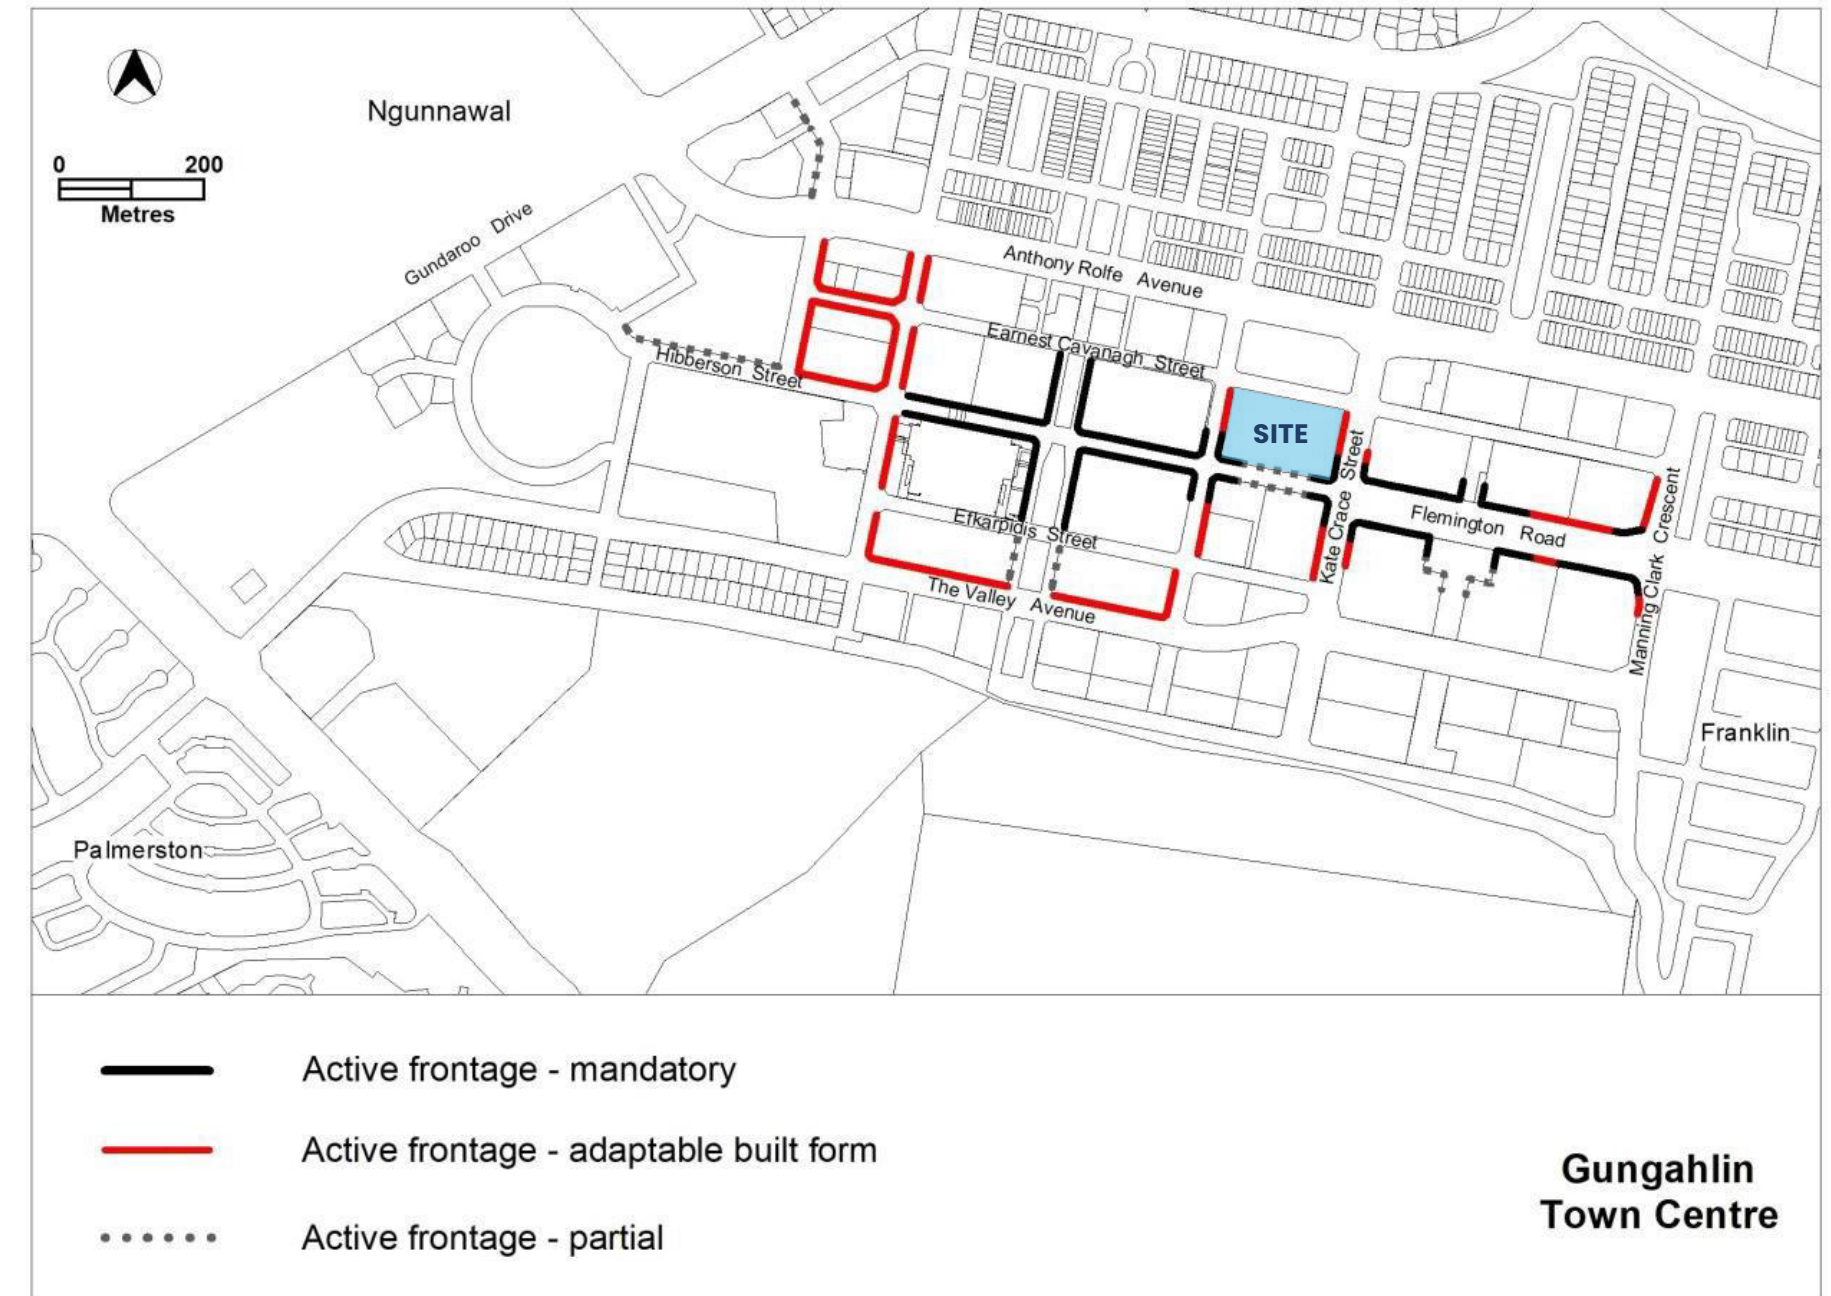 Ngunnawal
0 200
Metres
Gundaroo Drive
Anthony Rolfe Avenue
Earnest Cavanagh Street
Hibberson Street
SITE
Kate Crace Street
Flemington Road
Manning Clark Crescent
Efkarpidis Street
The Valley Avenue
Franklin
Palmerston
Active frontage - mandatory
Active frontage - adaptable built form
Active frontage - partial
Gungahlin
Town Centre